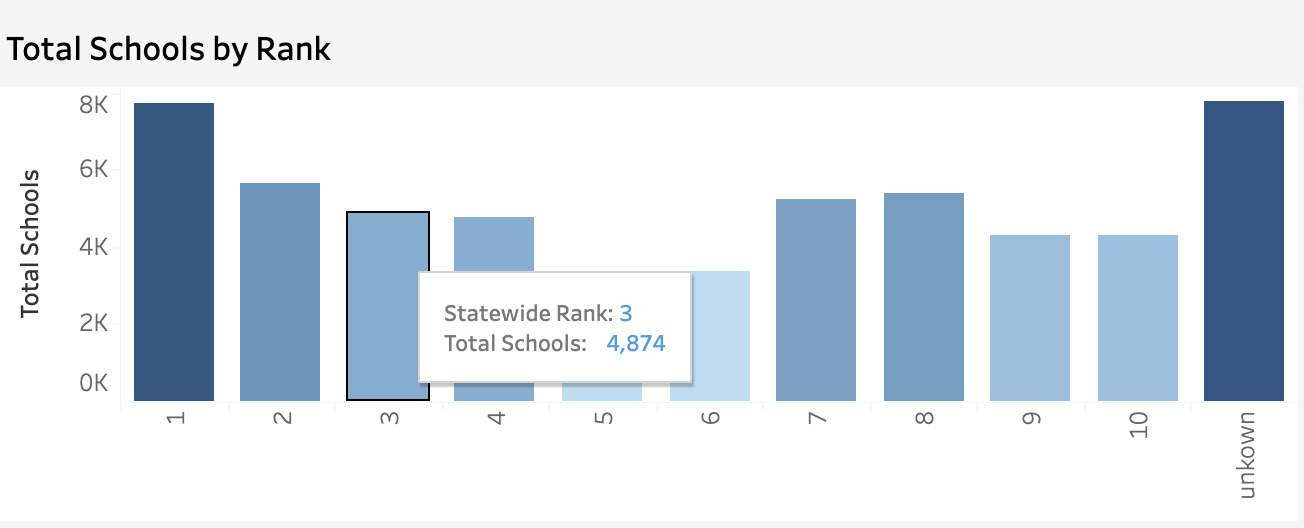 Total Schools by Rank
Total Schools
8K
6K
4K
2K
0K
Statewide Rank: 3
Total Schools: 4,874
1
2
3
4
5
6
7
8
9
10
unkown